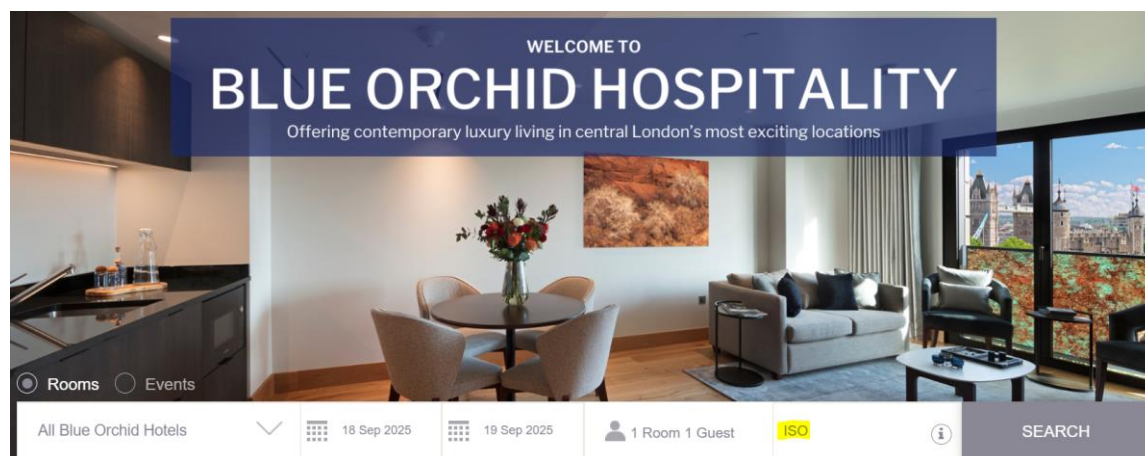 WELCOME TO
BLUE ORCHID HOSPITALITY
Offering contemporary luxury living in central London's most exciting locations
Rooms Events
All Blue Orchid Hotels 18 Sep 2025 19 Sep 2025 1 Room 1 Guest ISO i SEARCH